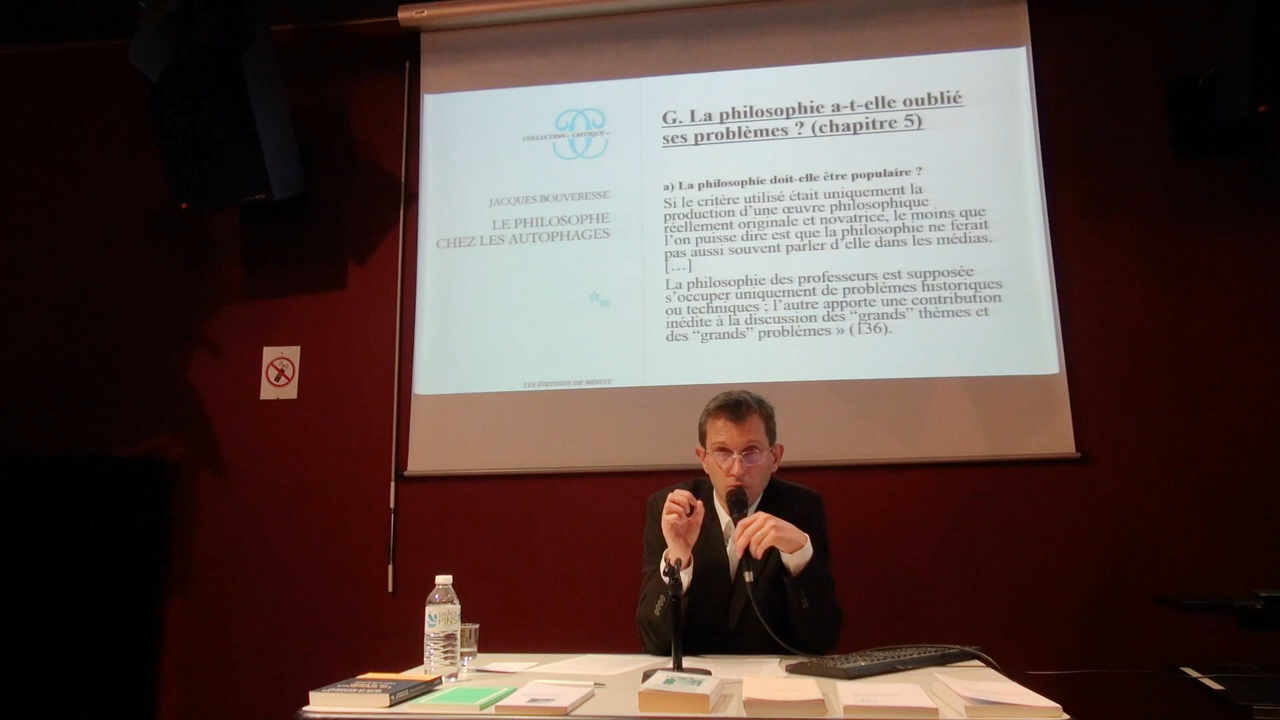 COLLECTION « CRITIQUE »
JACQUES BOUVERESSE
LE PHILOSOPHE
CHEZ LES AUTOPHAGES
LES ÉDITIONS DE MINUIT
G. La philosophie a-t-elle oublié
ses problèmes ? (chapitre 5)
a) La philosophie doit-elle être populaire ?
Si le critère utilisé était uniquement la
production d’une œuvre philosophique
réellement originale et novatrice, le moins que
l’on puisse dire est que la philosophie ne ferait
pas aussi souvent parler d’elle dans les médias.
[…]
La philosophie des professeurs est supposée
s’occuper uniquement de problèmes historiques
ou techniques ; l’autre apporte une contribution
inédite à la discussion des “grands” thèmes et
des “grands” problèmes » (136).